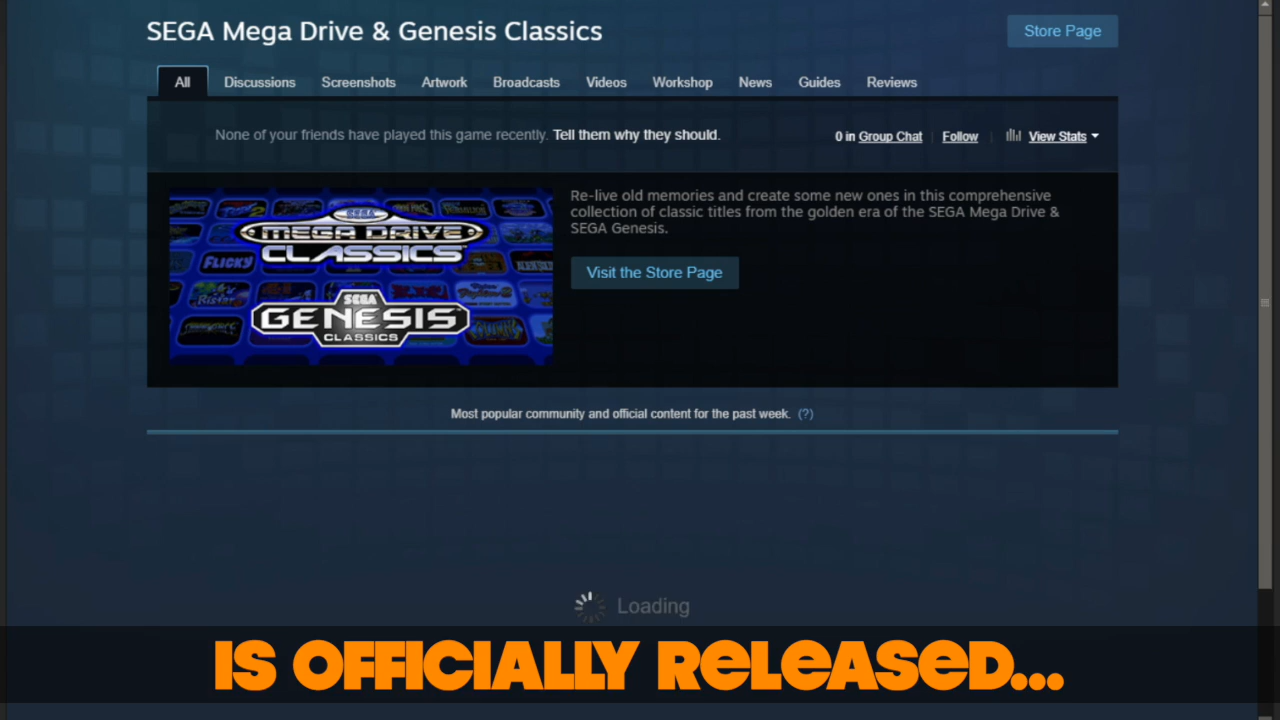 SEGA Mega Drive & Genesis Classics
Store Page
All Discussions Screenshots Artwork Broadcasts Videos Workshop News Guides Reviews
None of your friends have played this game recently. Tell them why they should.
0 in Group Chat | Follow | View Stats
Re-live old memories and create some new ones in this comprehensive
collection of classic titles from the golden era of the SEGA Mega Drive &
SEGA Genesis.
Visit the Store Page
SEGA
MEGA DRIVE
CLASSICS
FLICKY
Ristar
SEGA
GENESIS
CLASSICS
Most popular community and official content for the past week. (?)
Loading
IS OFFICIALLY ReLeASeD...